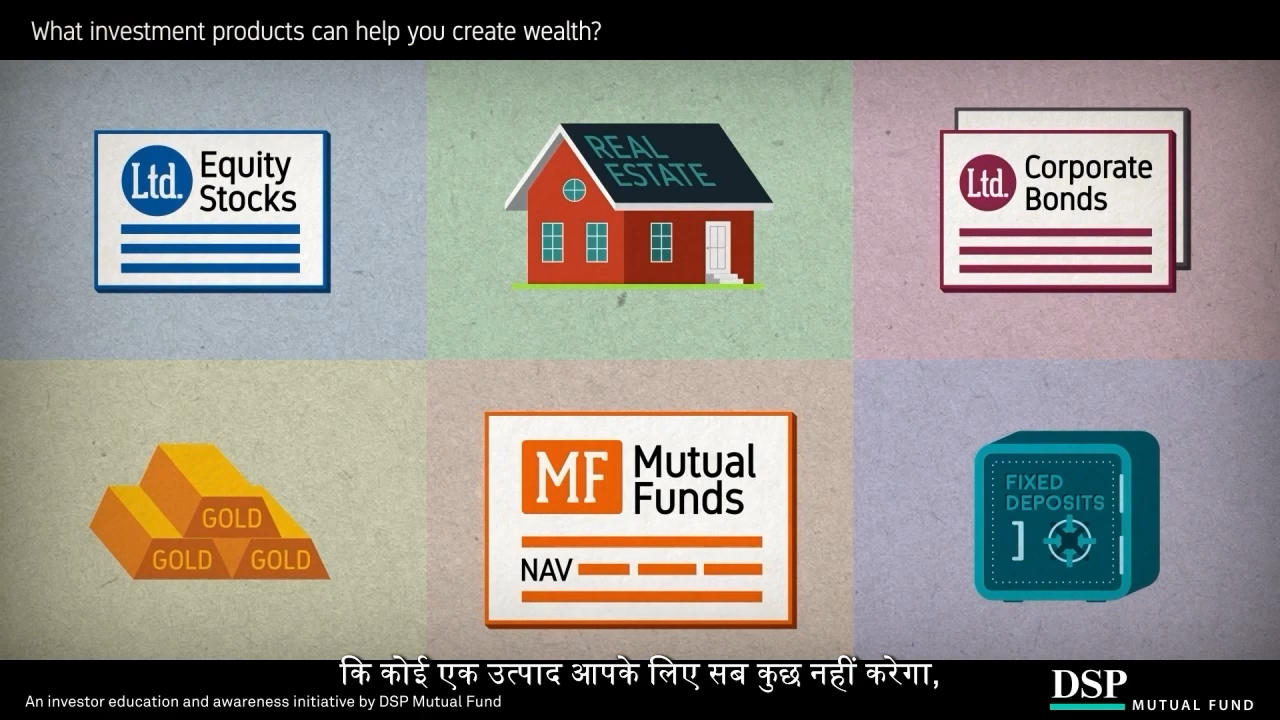 What investment products can help you create wealth?
Ltd. Equity
Stocks
REAL
ESTATE
Ltd. Corporate
Bonds
GOLD
GOLD GOLD
MF Mutual
Funds
NAV
FIXED
DEPOSITS
कि कोई एक उत्पाद आपके लिए सब कुछ नहीं करेगा,
An investor education and awareness initiative by DSP Mutual Fund
DSP
MUTUAL FUND